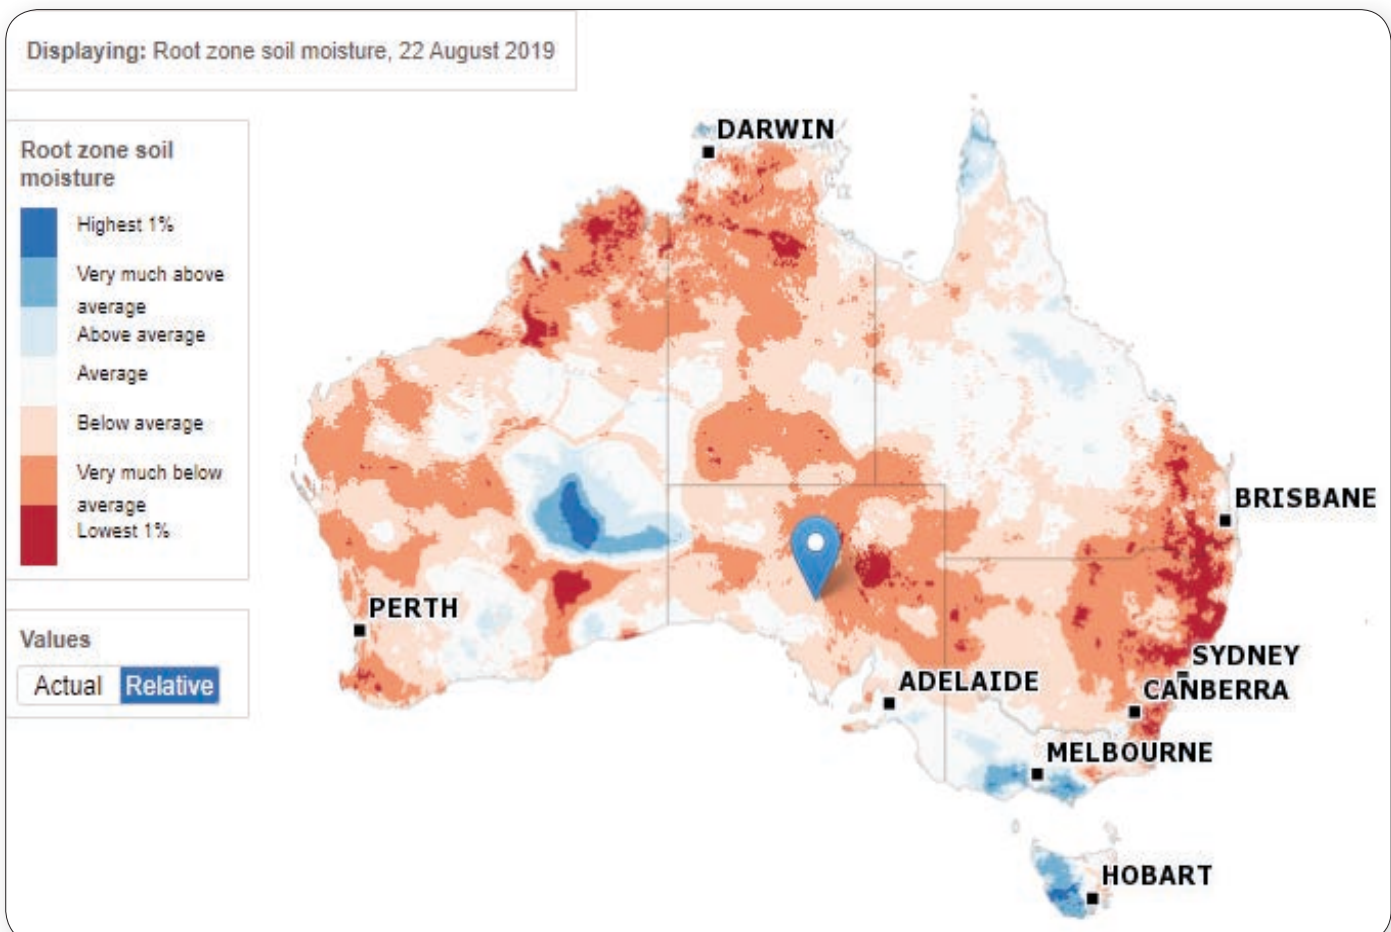 Displaying: Root zone soil moisture, 22 August 2019
Root zone soil
moisture
Highest 1%
Very much above
average
Above average
Average
Below average
Very much below
average
Lowest 1%
Values
Actual Relative
DARWIN
BRISBANE
PERTH
SYDNEY
ADELAIDE
CANBERRA
MELBOURNE
HOBART